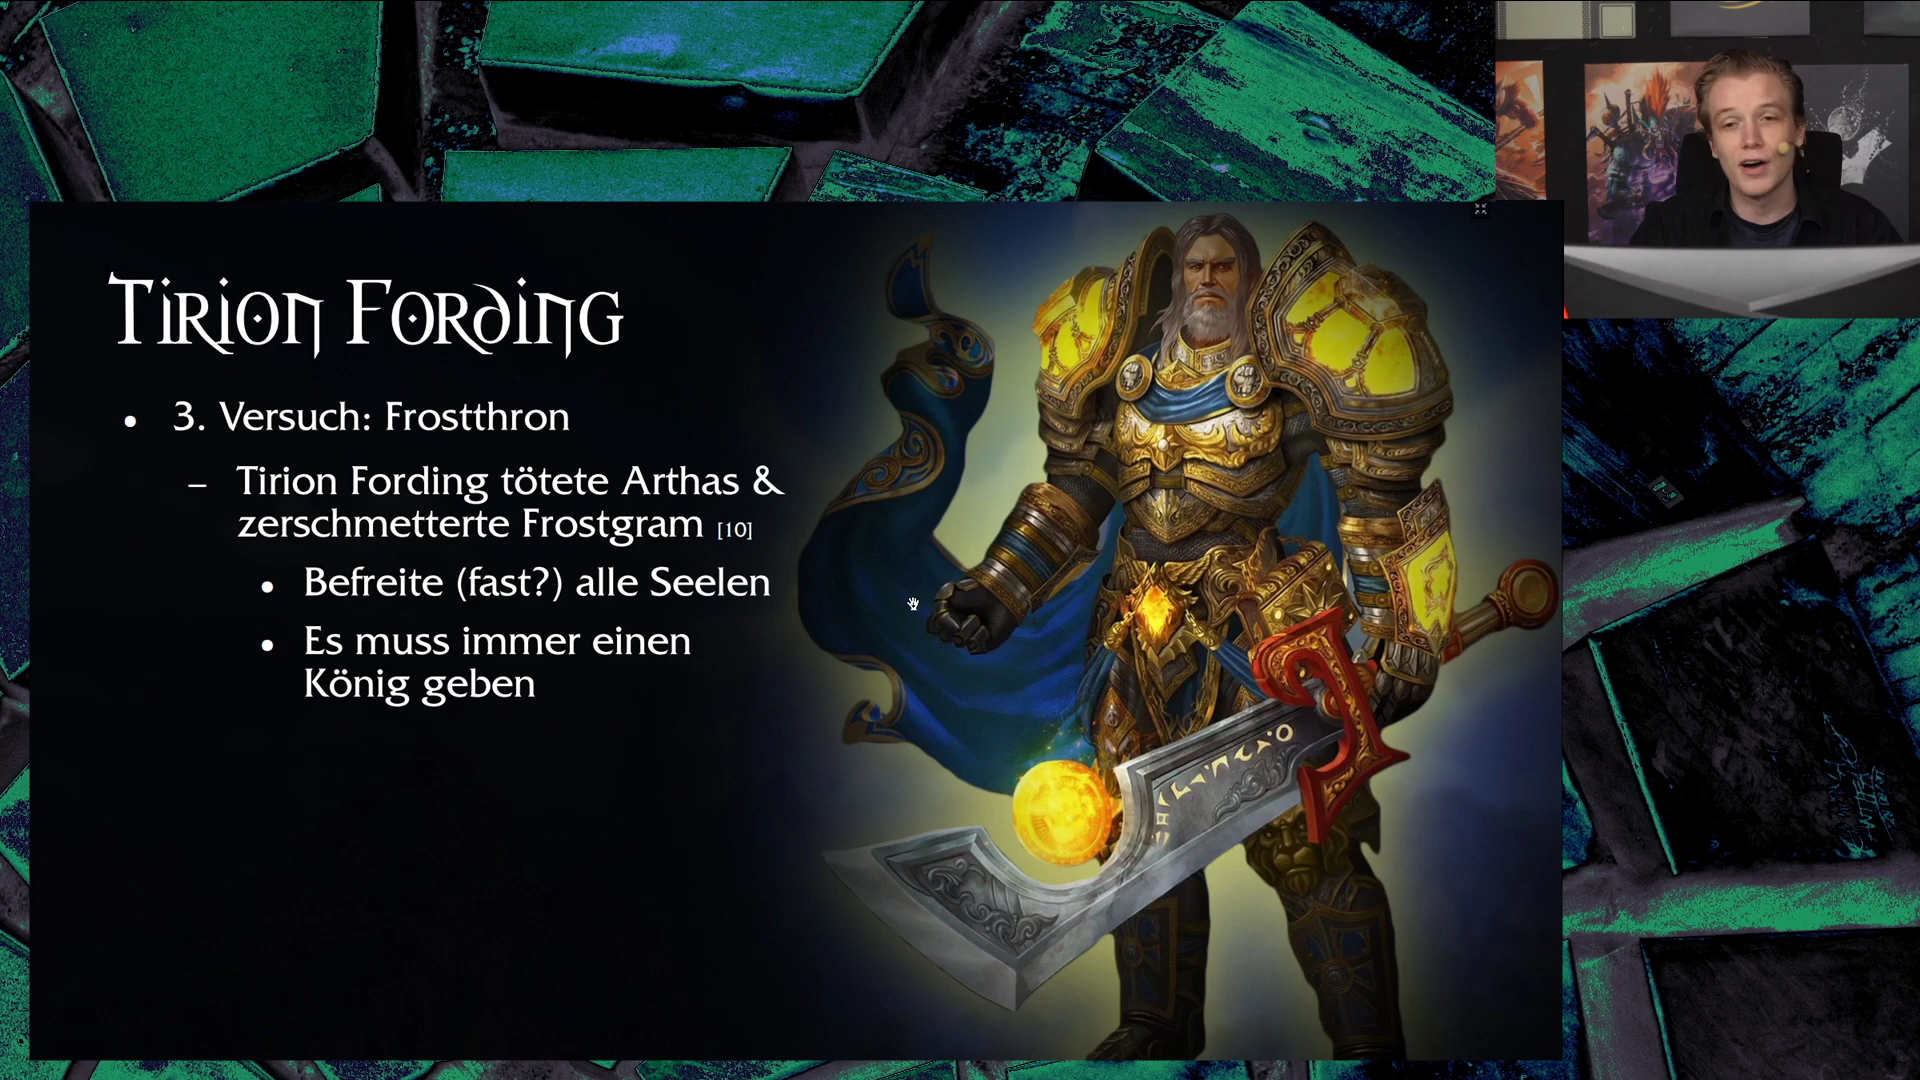 Tirion Fording
• 3. Versuch: Frostthron
– Tirion Fording tötete Arthas &
zerschmetterte Frostgram [10]
• Befreite (fast?) alle Seelen
• Es muss immer einen
König geben